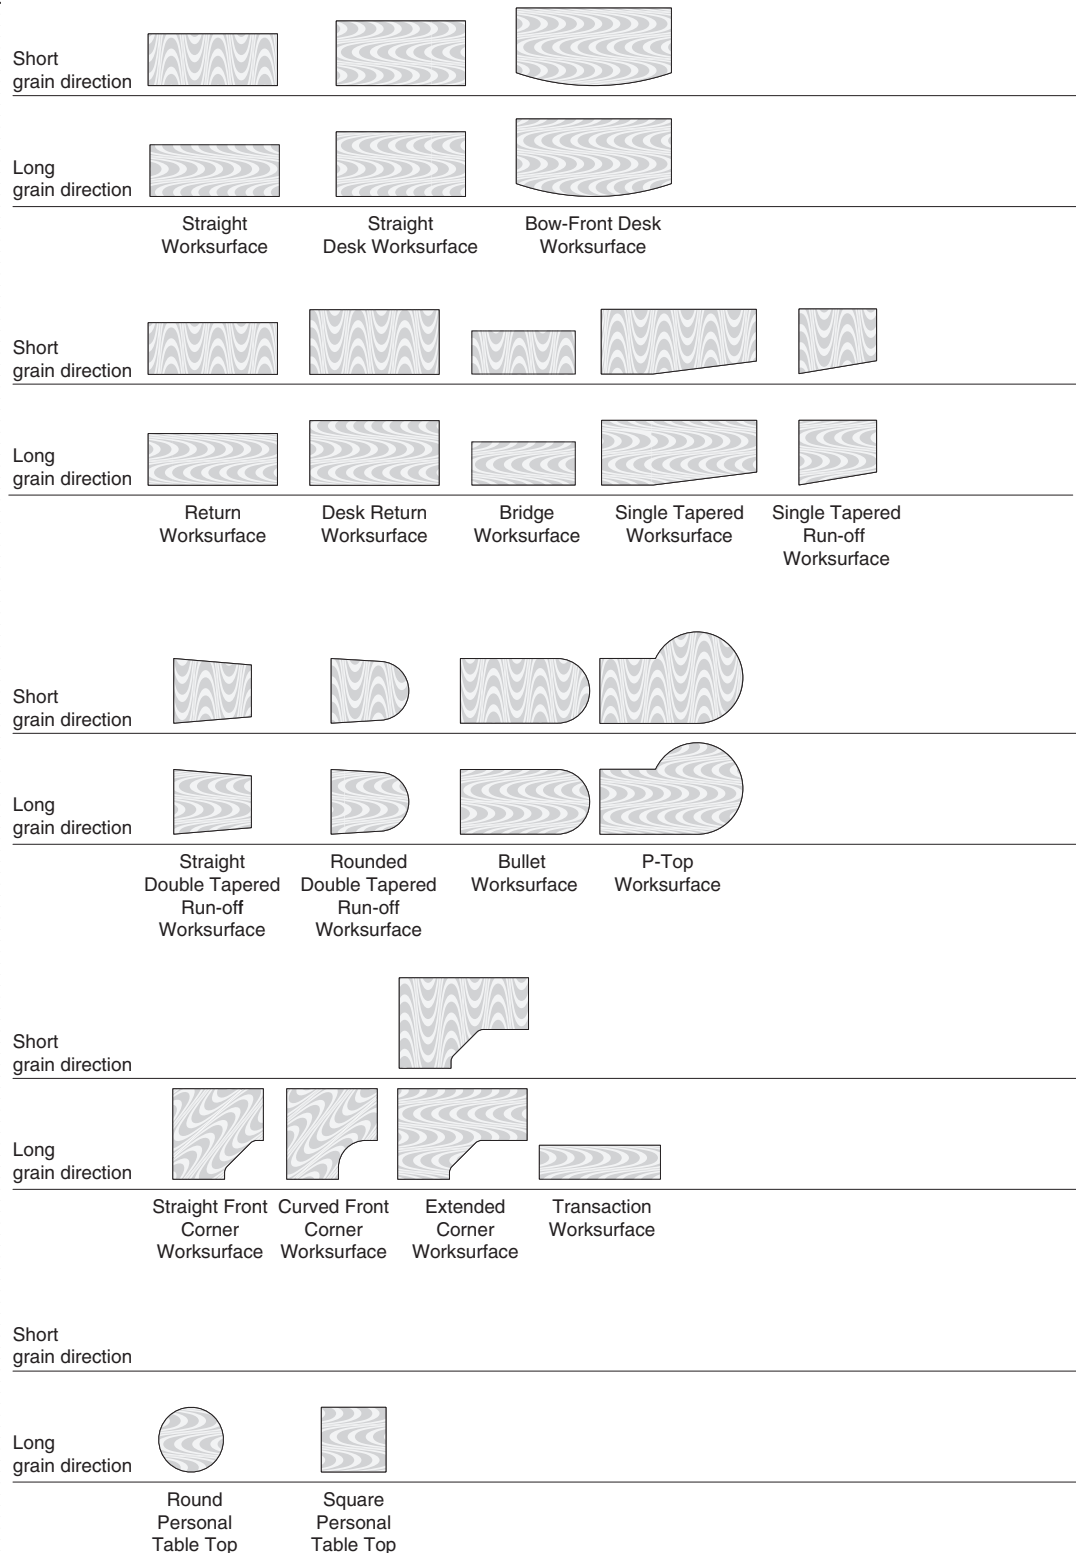 Short
grain direction
Long
grain direction
Straight
Worksurface
Straight
Desk Worksurface
Bow-Front Desk
Worksurface
Short
grain direction
Long
grain direction
Return
Worksurface
Desk Return
Worksurface
Bridge
Worksurface
Single Tapered
Worksurface
Single Tapered
Run-off
Worksurface
Short
grain direction
Long
grain direction
Straight
Double Tapered
Run-off
Worksurface
Rounded
Double Tapered
Run-off
Worksurface
Bullet
Worksurface
P-Top
Worksurface
Short
grain direction
Long
grain direction
Straight Front
Corner
Worksurface
Curved Front
Corner
Worksurface
Extended
Corner
Worksurface
Transaction
Worksurface
Short
grain direction
Long
grain direction
Round
Personal
Table Top
Square
Personal
Table Top